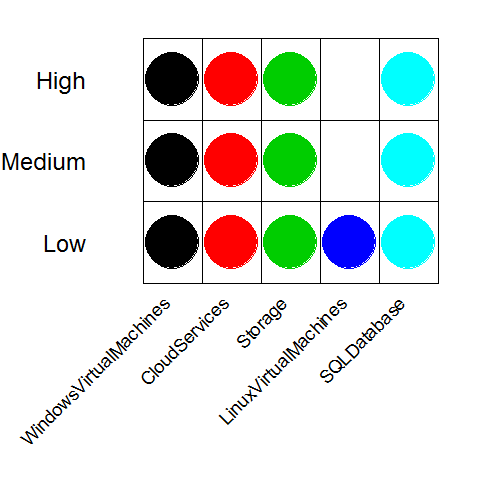 High
Medium
Low
WindowsVirtualMachines
CloudServices
Storage
LinuxVirtualMachines
SQLDatabase